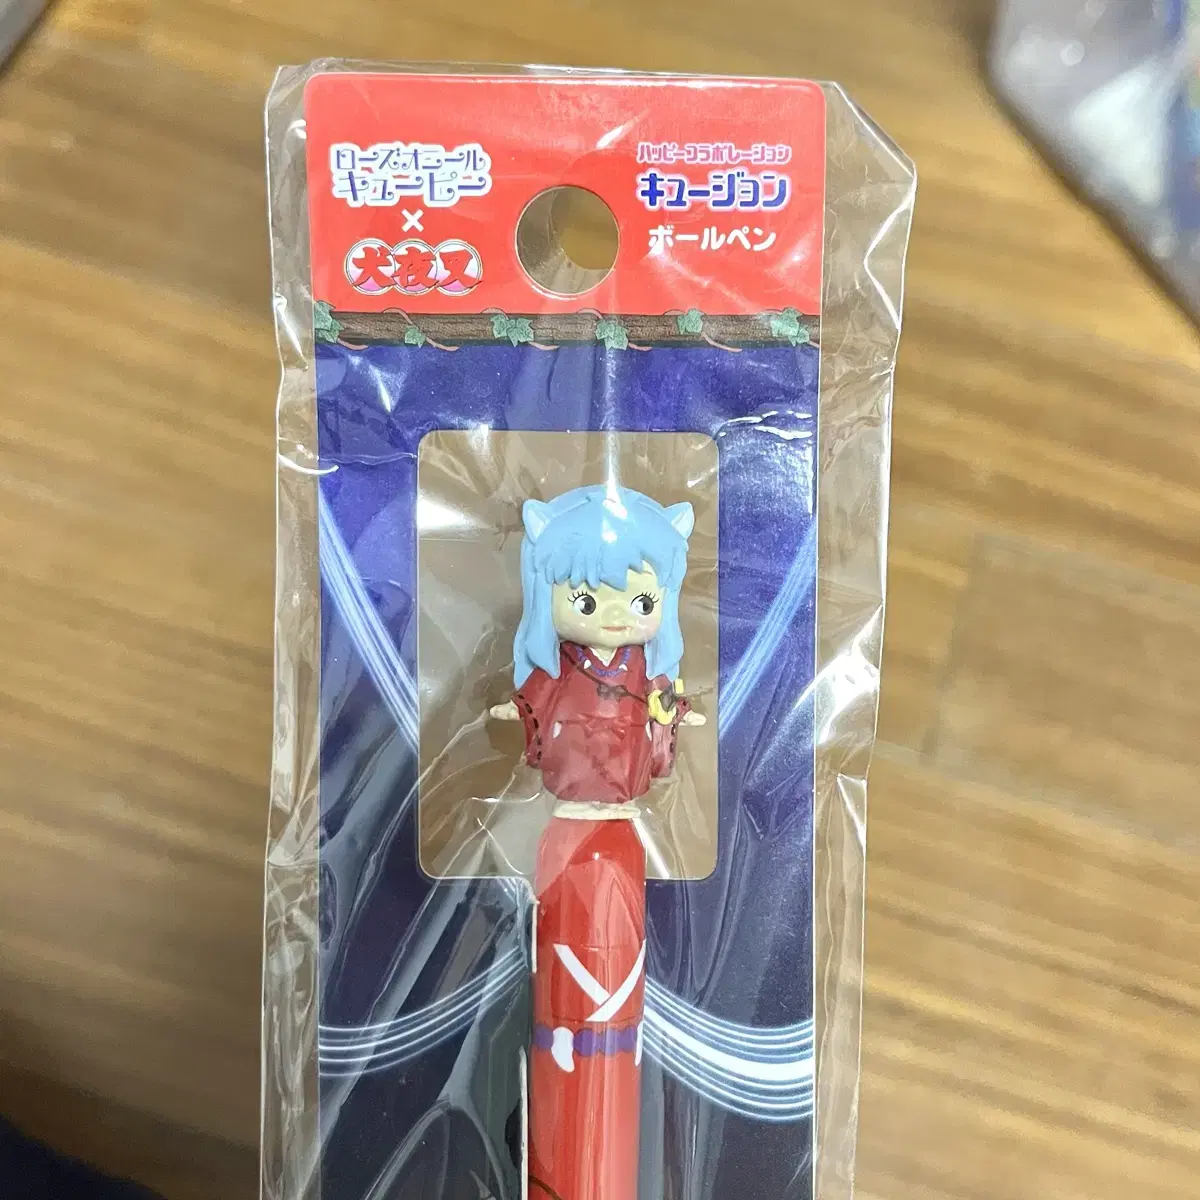 ローズオニール
キューピー
×
犬夜叉
ハッピーコラボレーション
キュージョン
ボールペン